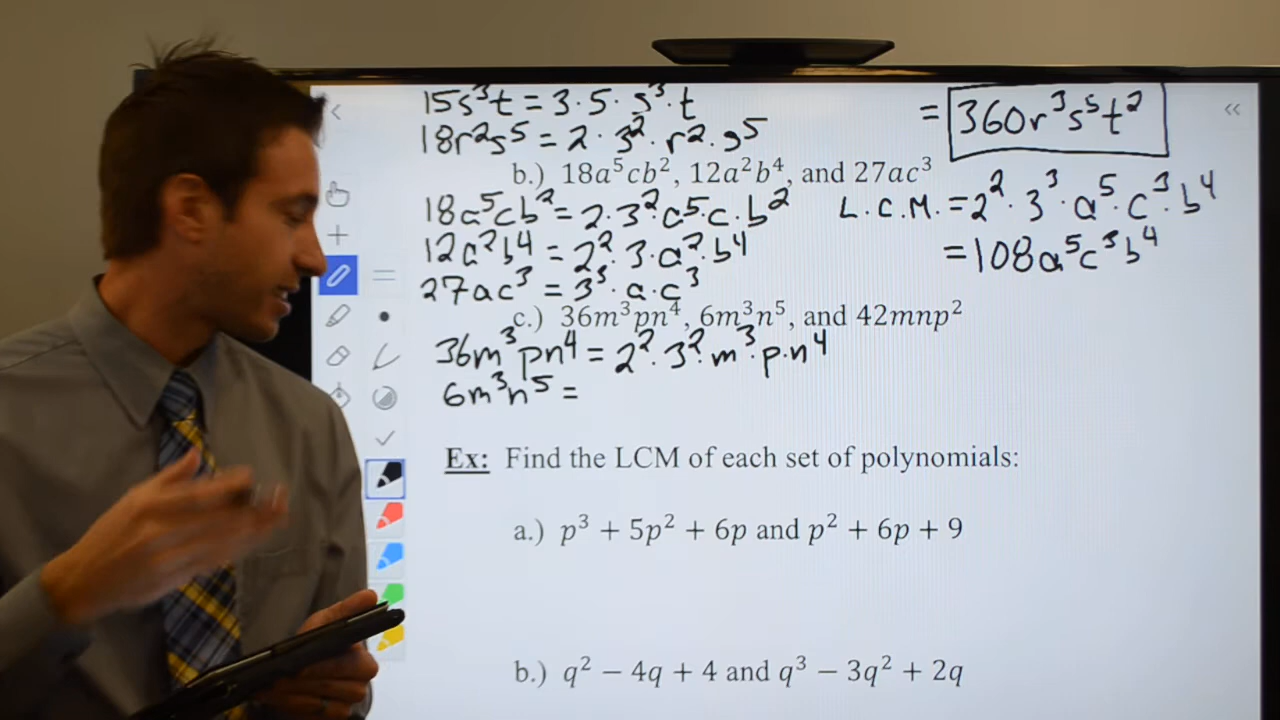 15s³t = 3·5·s³·t
= 360r³s⁵t²
18r²s⁵ = 2·3²·r²·s⁵
b.) 18a⁵cb², 12a²b⁴, and 27ac³
18a⁵cb² = 2·3²·a⁵·c·b²
L.C.M. = 2²·3³·a⁵·c³·b⁴
12a²b⁴ = 2²·3·a²·b⁴
= 108a⁵c³b⁴
27ac³ = 3³·a·c³
c.) 36m³pn⁴, 6m³n⁵, and 42mnp²
36m³pn⁴ = 2²·3²·m³·p·n⁴
6m³n⁵ =
Ex: Find the LCM of each set of polynomials:
a.) p³ + 5p² + 6p and p² + 6p + 9
b.) q² − 4q + 4 and q³ − 3q² + 2q